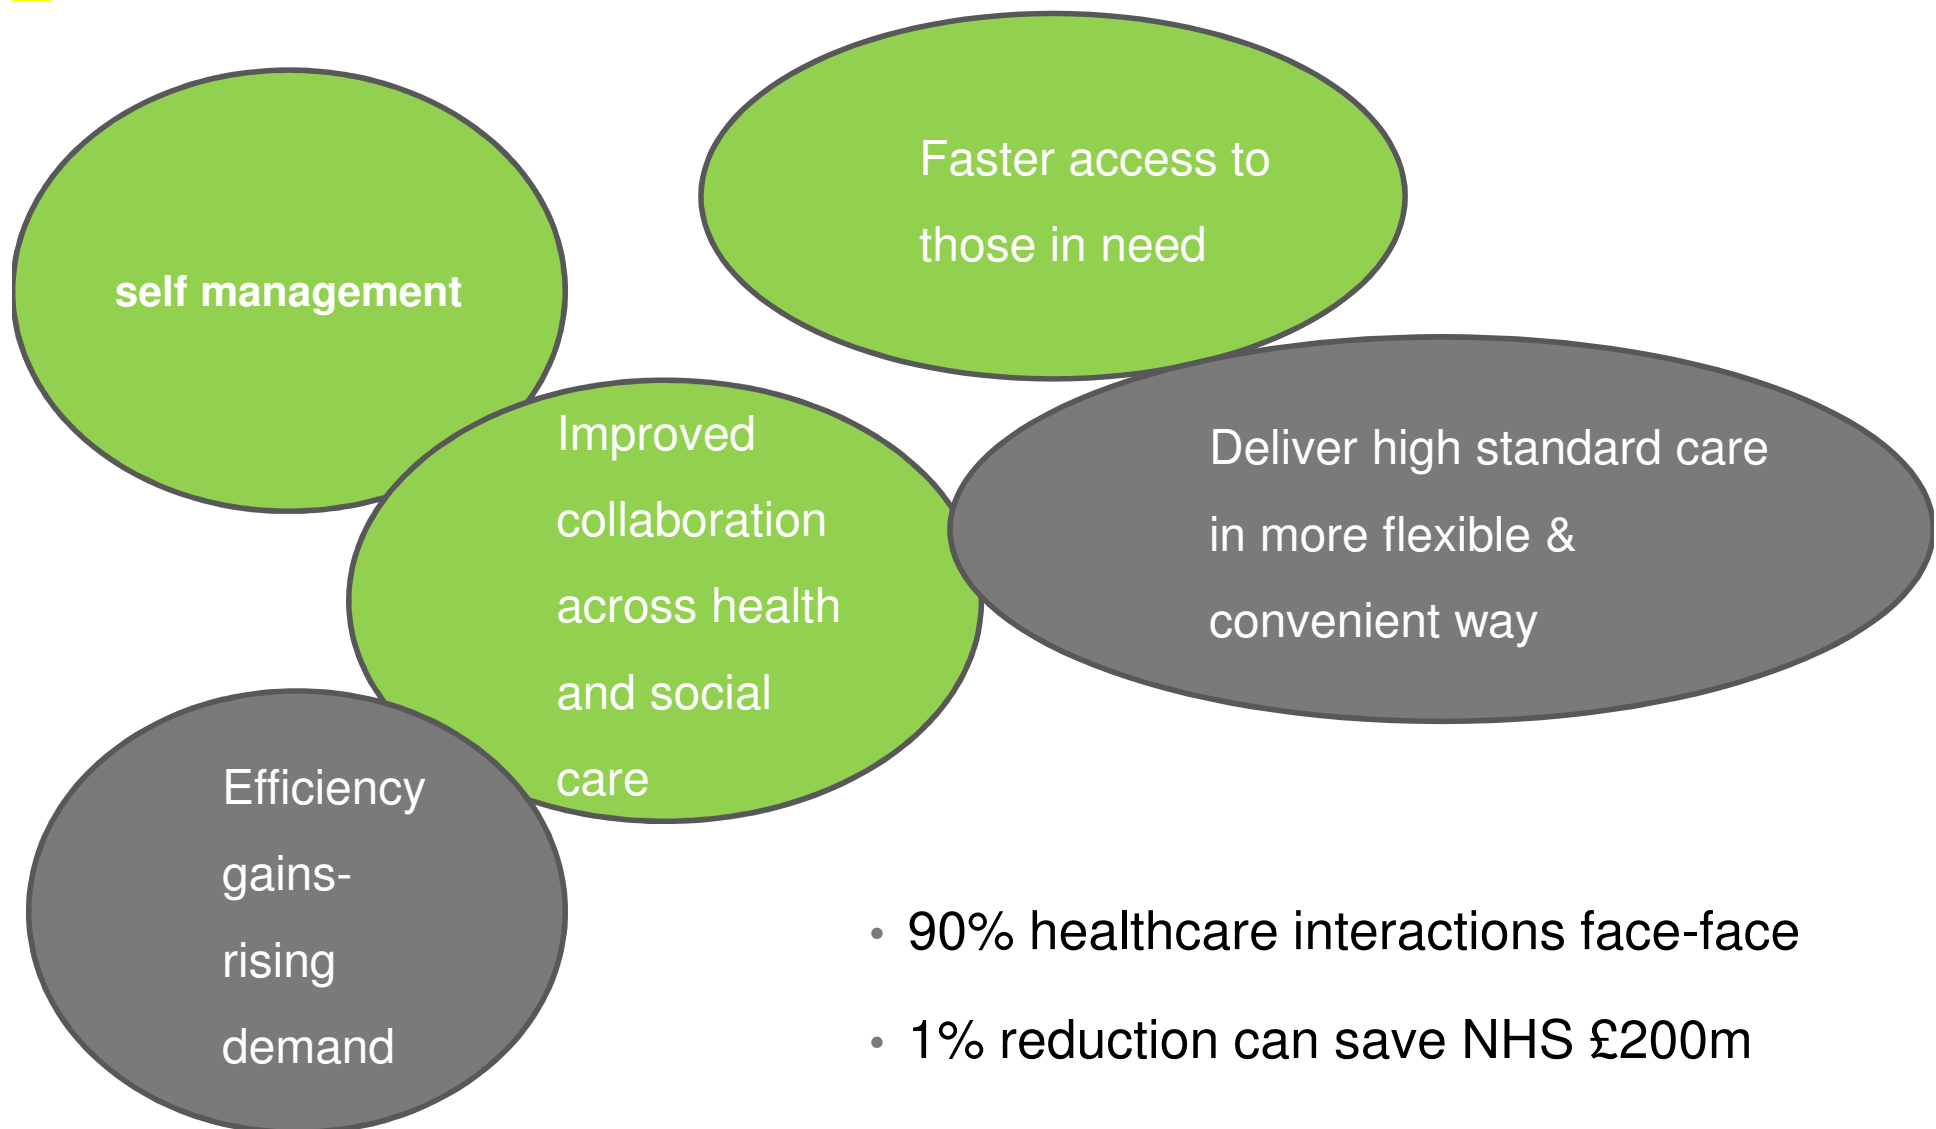 Faster access to
those in need
self management
Improved
collaboration
across health
and social
care
Deliver high standard care
in more flexible &
convenient way
Efficiency
gains-
rising
demand
• 90% healthcare interactions face-face
• 1% reduction can save NHS £200m